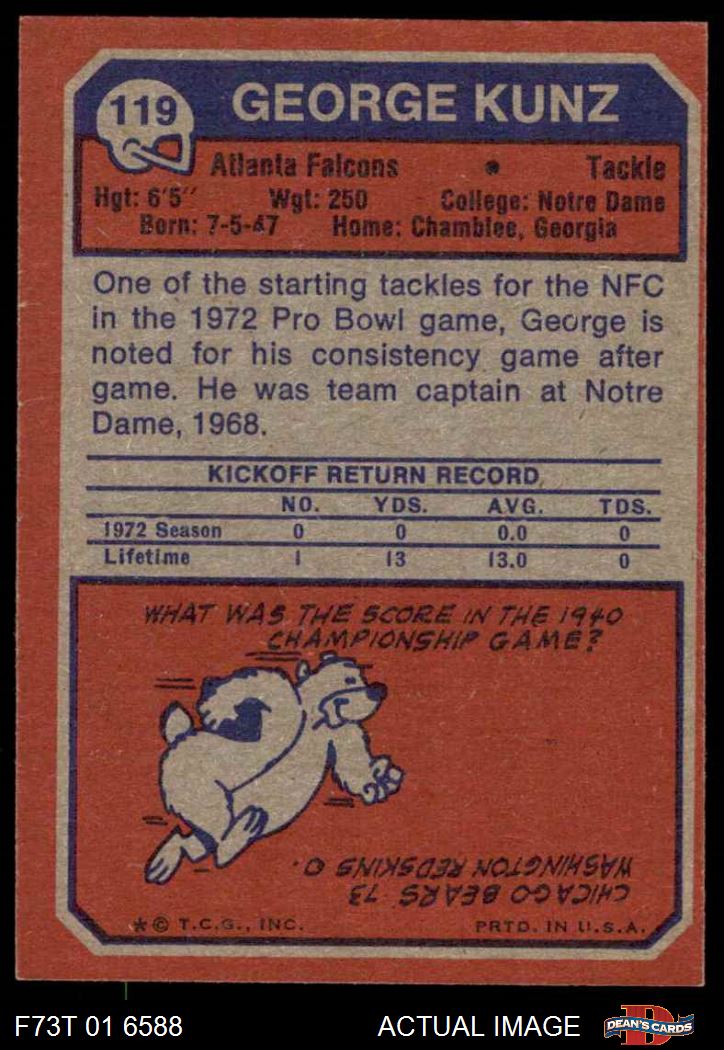 119
GEORGE KUNZ
Atlanta Falcons • Tackle
Hgt: 6'5" Wgt: 250 College: Notre Dame
Born: 7-5-47 Home: Chamblee, Georgia
One of the starting tackles for the NFC
in the 1972 Pro Bowl game, George is
noted for his consistency game after
game. He was team captain at Notre
Dame, 1968.
KICKOFF RETURN RECORD
NO. YDS. AVG. TDS.
1972 Season 0 0 0.0 0
Lifetime 1 13 13.0 0
WHAT WAS THE SCORE IN THE 1940
CHAMPIONSHIP GAME?
CHICAGO BEARS 73
WASHINGTON REDSKINS 0.
*© T.C.G., INC. PRTD. IN U.S.A.
F73T 01 6588 ACTUAL IMAGE
D
DEAN'S CARDS